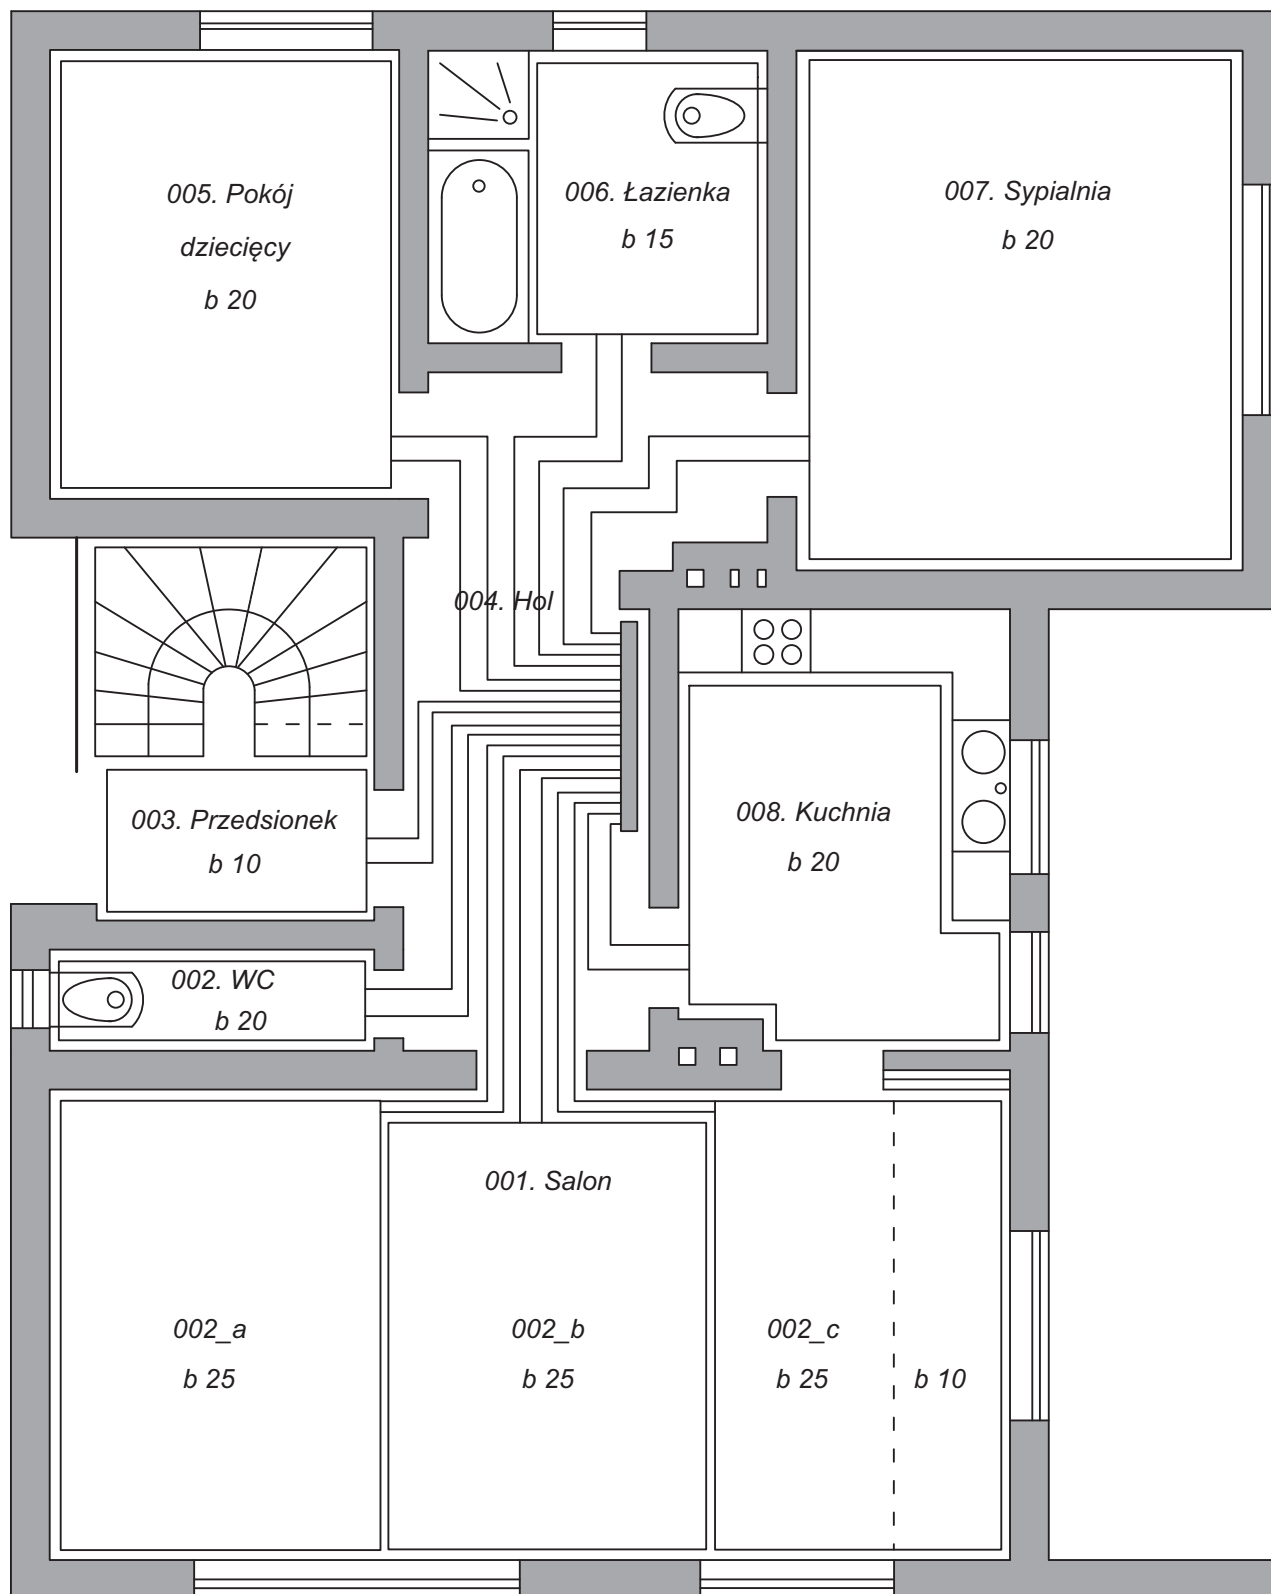 005. Pokój
dziecięcy
b 20
006. Łazienka
b 15
007. Sypialnia
b 20
004. Hol
003. Przedsionek
b 10
008. Kuchnia
b 20
002. WC
b 20
001. Salon
002_a
b 25
002_b
b 25
002_c
b 25
b 10